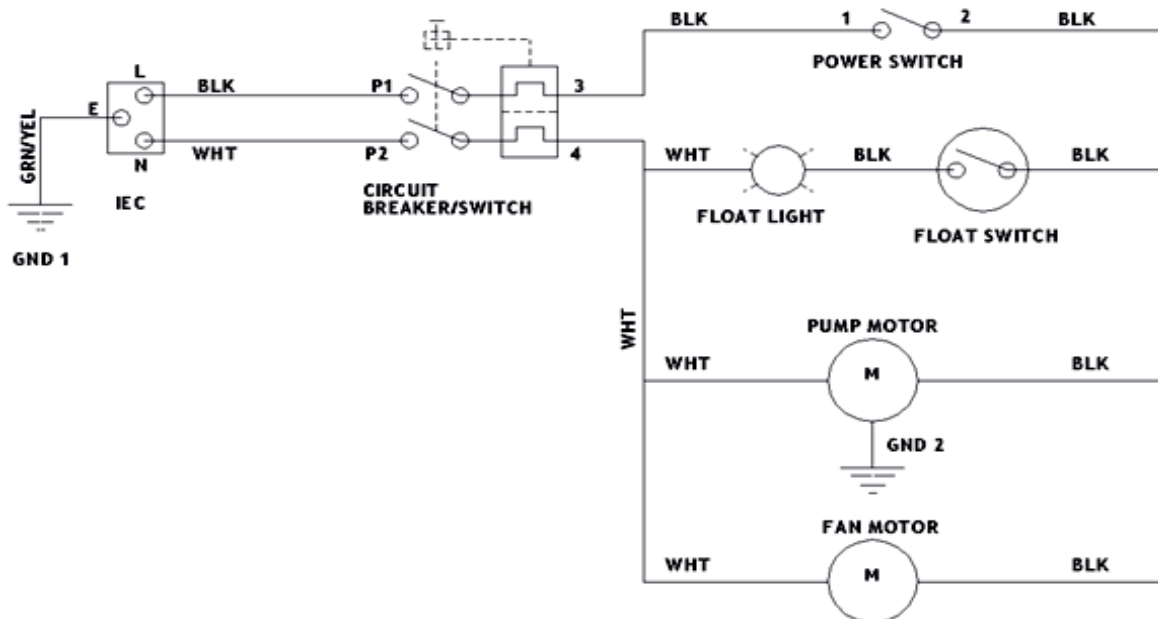 BLK
1
2
BLK
POWER SWITCH
L
BLK
P1
3
E
GRN/YEL
N
WHT
P2
4
IEC
CIRCUIT
BREAKER/SWITCH
GND 1
WHT
BLK
BLK
FLOAT LIGHT
FLOAT SWITCH
WHT
PUMP MOTOR
WHT
M
BLK
GND 2
FAN MOTOR
WHT
M
BLK